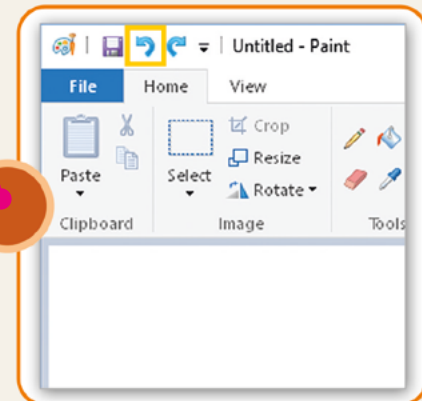 Untitled - Paint
File Home View
Paste
Select
Crop
Resize
Rotate
Clipboard
Image
Tools